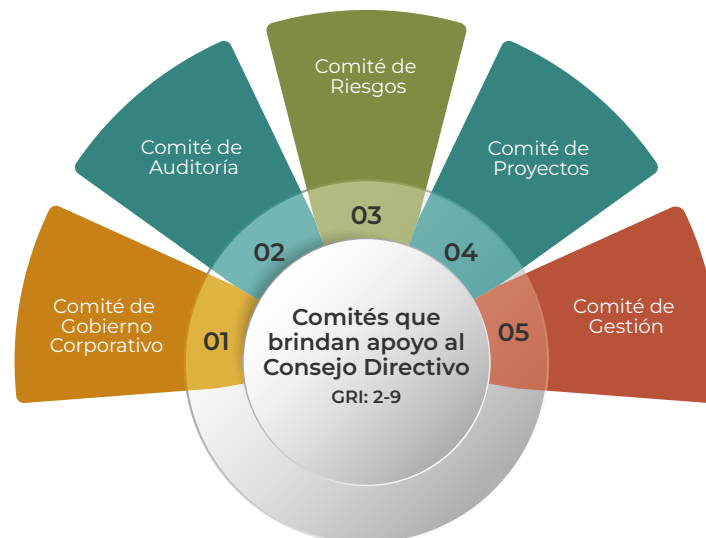 Comité de
Gobierno
Corporativo
01
Comité de
Auditoría
02
Comité de
Riesgos
03
Comité de
Proyectos
04
Comité de
Gestión
05
Comités que
brindan apoyo al
Consejo Directivo
GRI: 2-9